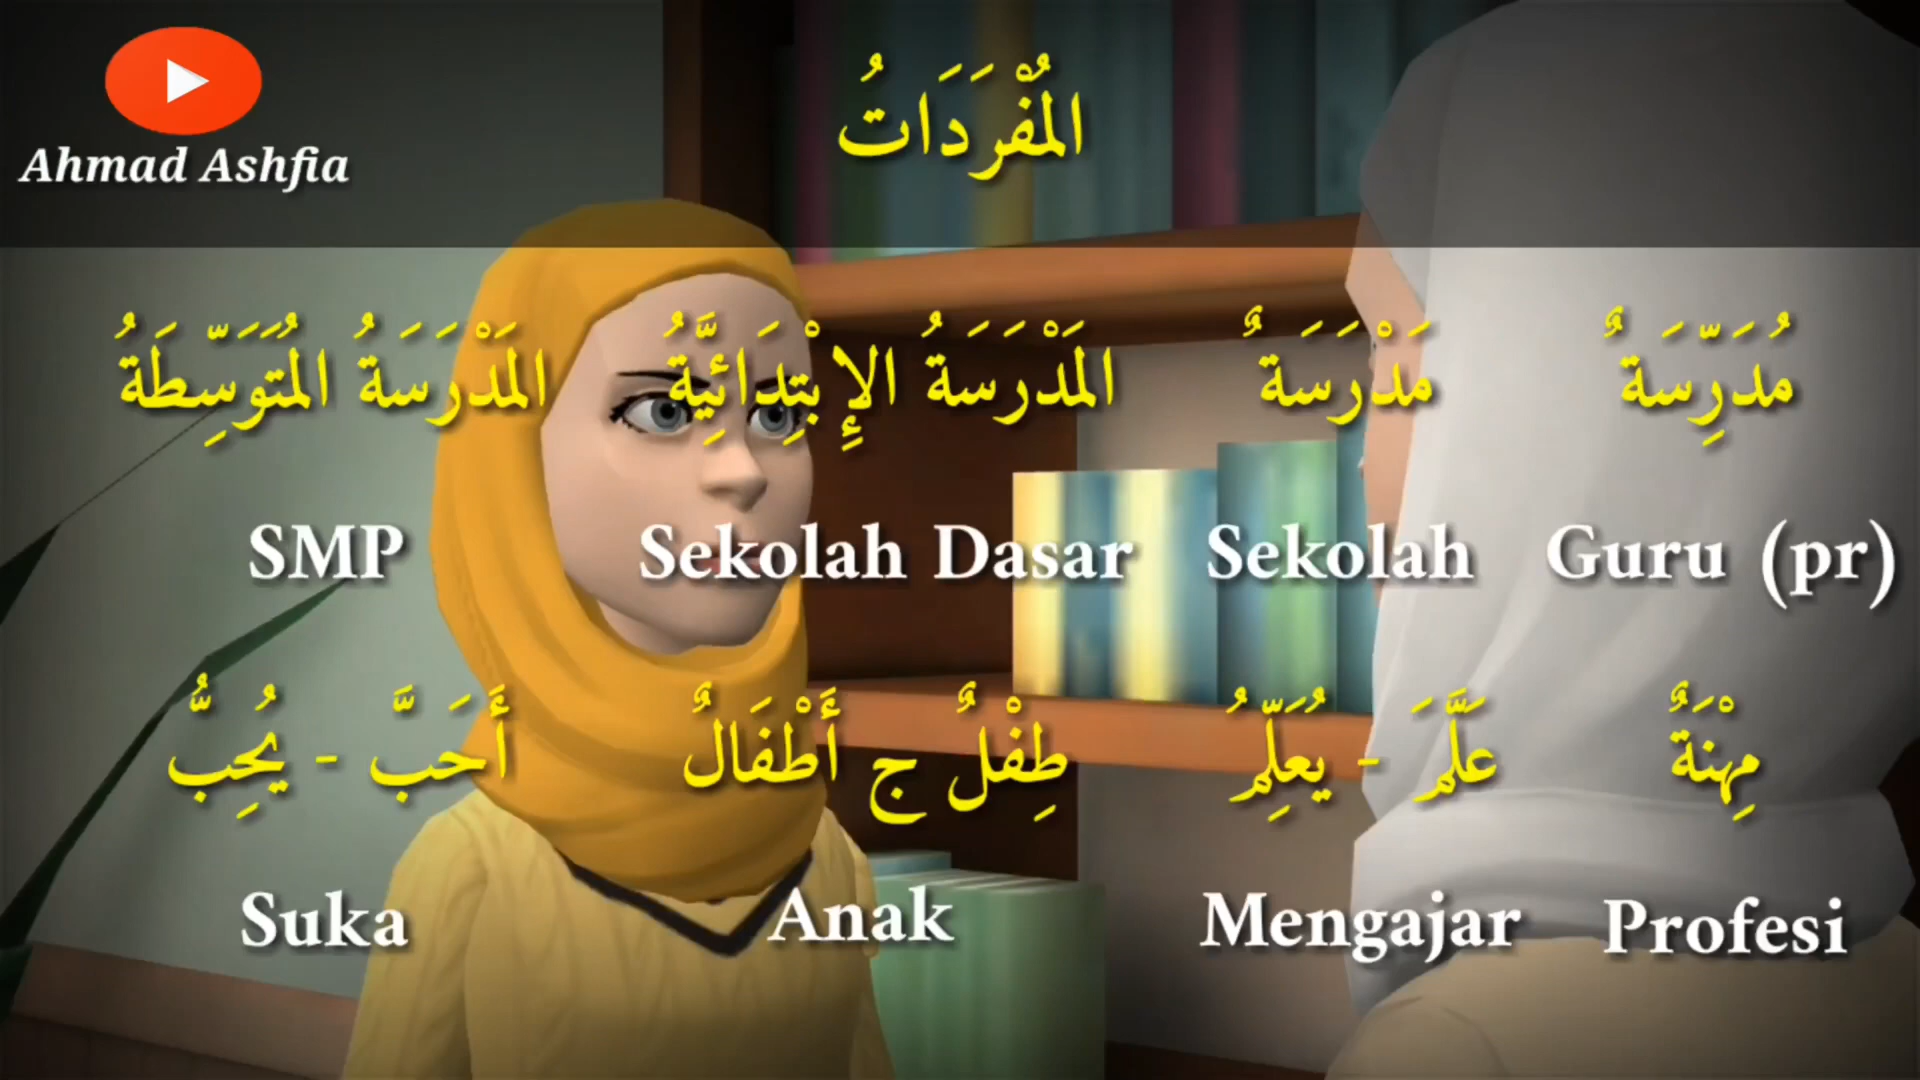 Ahmad Ashfia
المُفْرَدَاتُ
مُدَرِّسَةٌ مَدْرَسَةٌ المَدْرَسَةُ الإِبْتِدَائِيَّةُ المَدْرَسَةُ المُتَوَسِّطَةُ
SMP Sekolah Dasar Sekolah Guru (pr)
مِهْنَةٌ عَلَّمَ - يُعَلِّمُ طِفْلٌ ج أَطْفَالٌ أَحَبَّ - يُحِبُّ
Suka Anak Mengajar Profesi